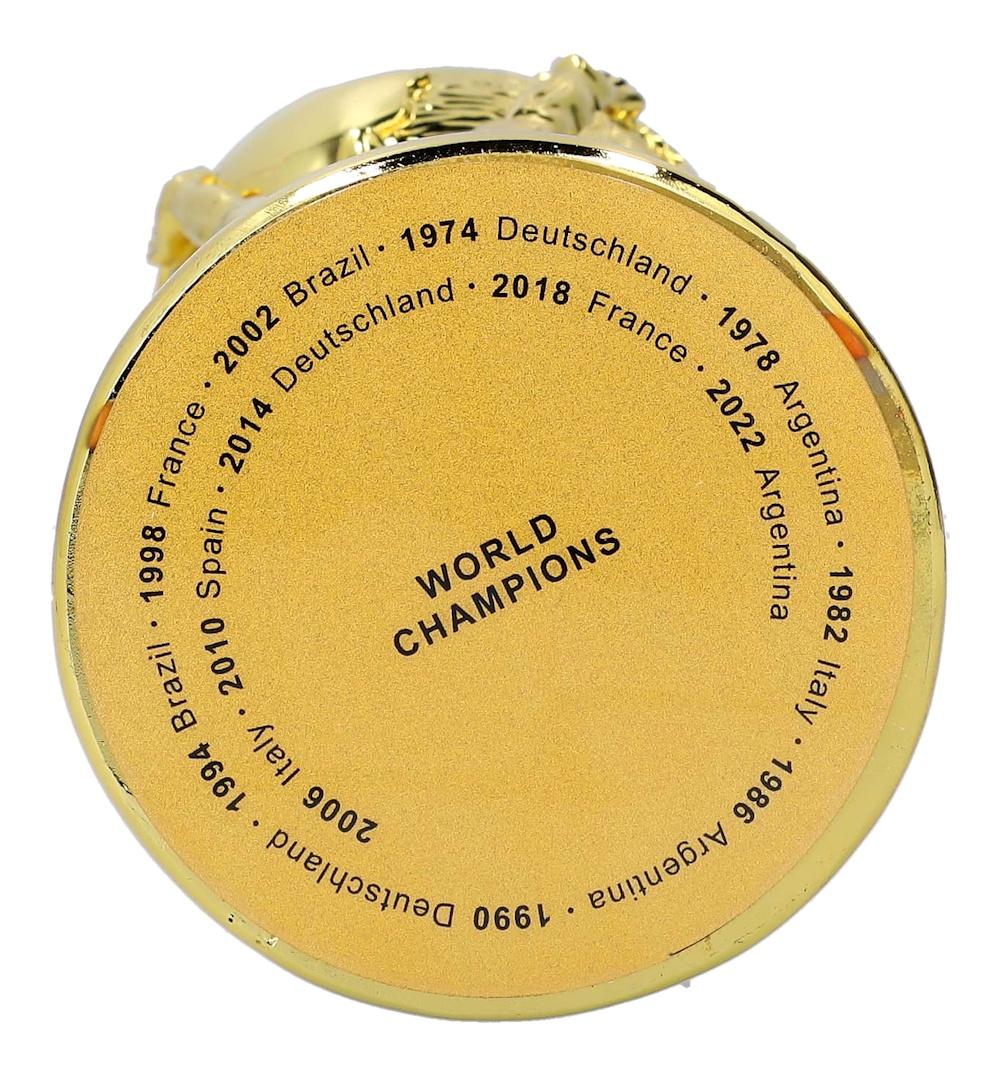 1974 Deutschland · 1978 Argentina · 1982 Italy · 1986 Argentina · 1990 Deutschland · 1994 Brazil · 1998 France · 2002 Brazil ·
2006 Italy · 2010 Spain · 2014 Deutschland · 2018 France · 2022 Argentina
WORLD
CHAMPIONS